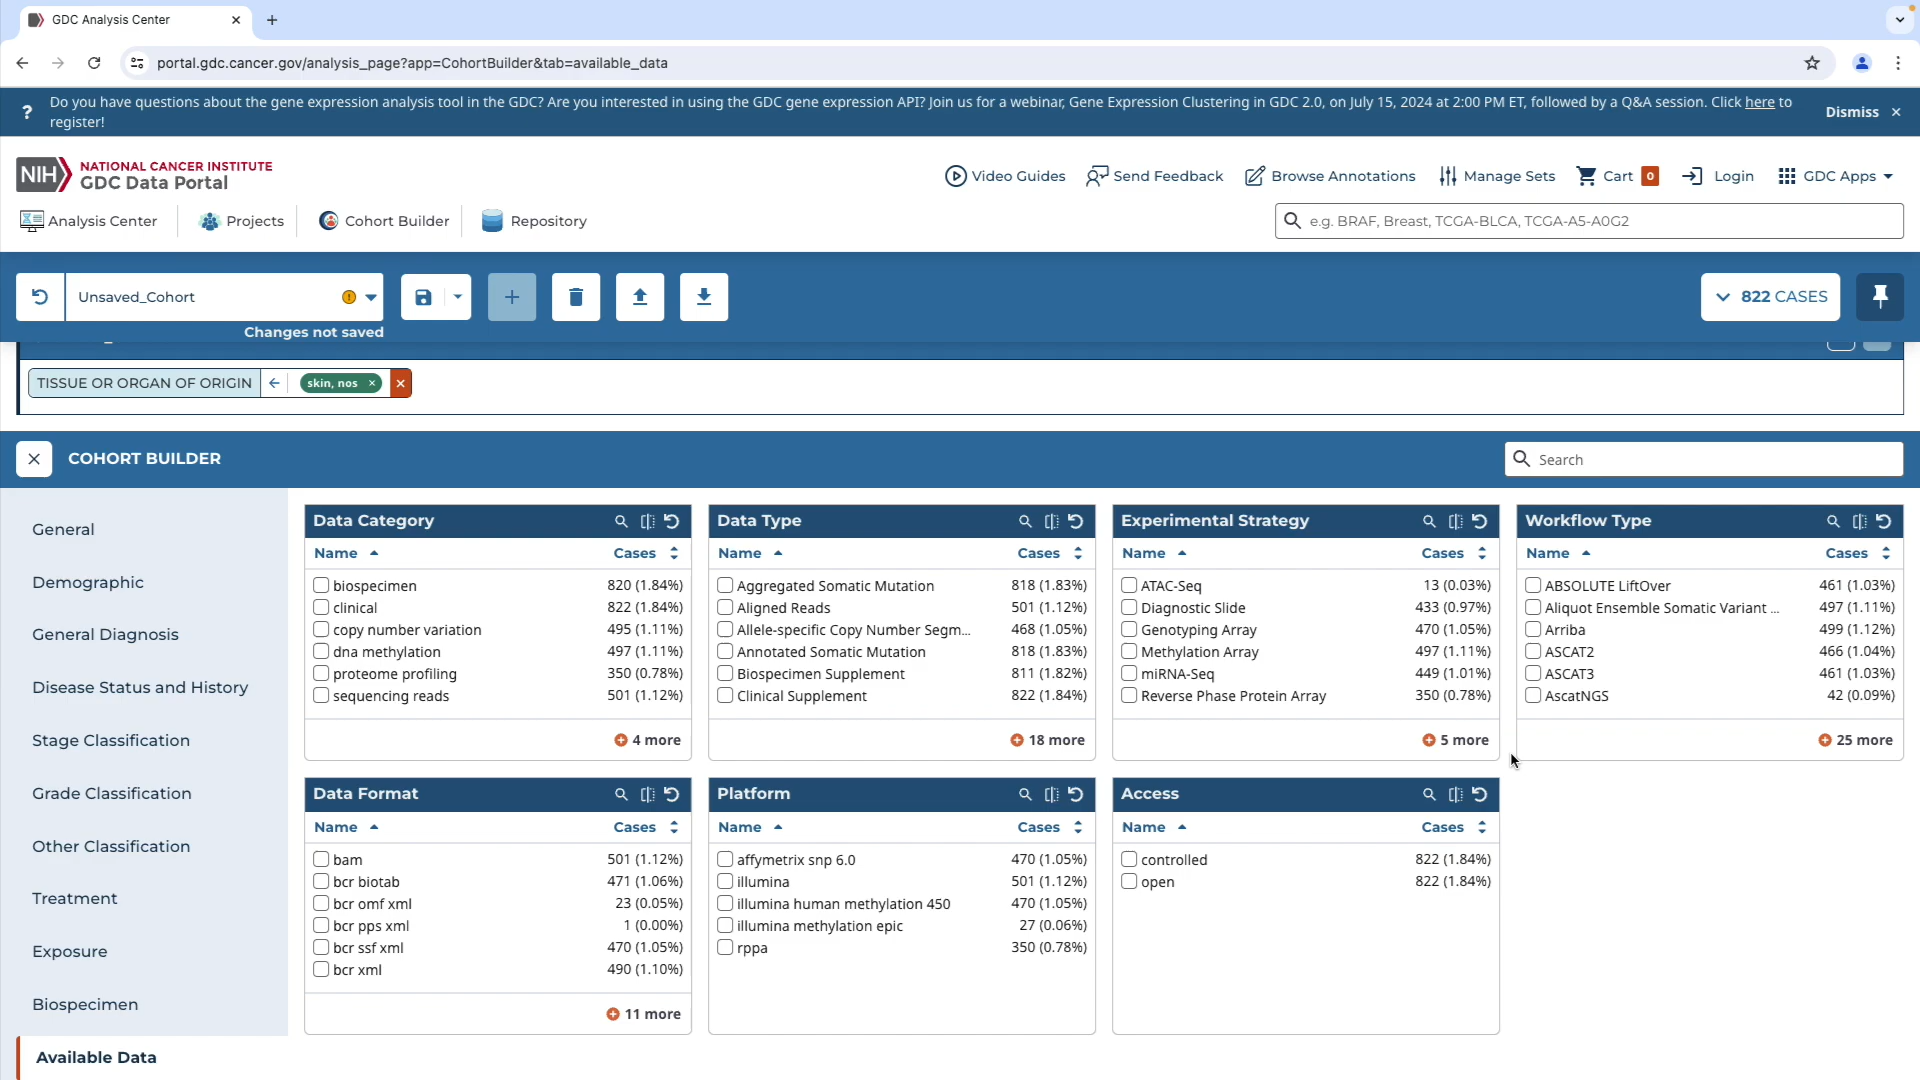 GDC Analysis Center
portal.gdc.cancer.gov/analysis_page?app=CohortBuilder&tab=available_data
? Do you have questions about the gene expression analysis tool in the GDC? Are you interested in using the GDC gene expression API? Join us for a webinar, Gene Expression Clustering in GDC 2.0, on July 15, 2024 at 2:00 PM ET, followed by a Q&A session. Click here to
register!
Dismiss
NIH NATIONAL CANCER INSTITUTE
GDC Data Portal
Video Guides Send Feedback Browse Annotations Manage Sets Cart 0 Login GDC Apps
Analysis Center Projects Cohort Builder Repository
e.g. BRAF, Breast, TCGA-BLCA, TCGA-A5-A0G2
Unsaved_Cohort
822 CASES
Changes not saved
TISSUE OR ORGAN OF ORIGIN skin, nos
COHORT BUILDER
Search
General
Demographic
General Diagnosis
Disease Status and History
Stage Classification
Grade Classification
Other Classification
Treatment
Exposure
Biospecimen
Available Data
Data Category
Name Cases
biospecimen 820 (1.84%)
clinical 822 (1.84%)
copy number variation 495 (1.11%)
dna methylation 497 (1.11%)
proteome profiling 350 (0.78%)
sequencing reads 501 (1.12%)
4 more
Data Type
Name Cases
Aggregated Somatic Mutation 818 (1.83%)
Aligned Reads 501 (1.12%)
Allele-specific Copy Number Segm... 468 (1.05%)
Annotated Somatic Mutation 818 (1.83%)
Biospecimen Supplement 811 (1.82%)
Clinical Supplement 822 (1.84%)
18 more
Experimental Strategy
Name Cases
ATAC-Seq 13 (0.03%)
Diagnostic Slide 433 (0.97%)
Genotyping Array 470 (1.05%)
Methylation Array 497 (1.11%)
miRNA-Seq 449 (1.01%)
Reverse Phase Protein Array 350 (0.78%)
5 more
Workflow Type
Name Cases
ABSOLUTE LiftOver 461 (1.03%)
Aliquot Ensemble Somatic Variant ... 497 (1.11%)
Arriba 499 (1.12%)
ASCAT2 466 (1.04%)
ASCAT3 461 (1.03%)
AscatNGS 42 (0.09%)
25 more
Data Format
Name Cases
bam 501 (1.12%)
bcr biotab 471 (1.06%)
bcr omf xml 23 (0.05%)
bcr pps xml 1 (0.00%)
bcr ssf xml 470 (1.05%)
bcr xml 490 (1.10%)
11 more
Platform
Name Cases
affymetrix snp 6.0 470 (1.05%)
illumina 501 (1.12%)
illumina human methylation 450 470 (1.05%)
illumina methylation epic 27 (0.06%)
rppa 350 (0.78%)
Access
Name Cases
controlled 822 (1.84%)
open 822 (1.84%)